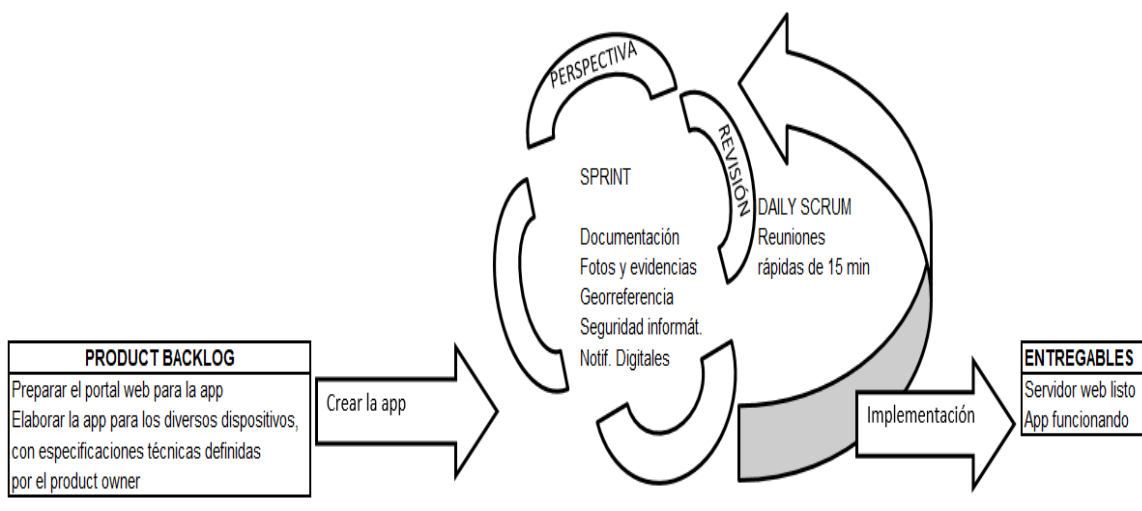 PERSPECTIVA
REVISIÓN
SPRINT
Documentación
Fotos y evidencias
Georreferencia
Seguridad informát.
Notif. Digitales
DAILY SCRUM
Reuniones
rápidas de 15 min
PRODUCT BACKLOG
Preparar el portal web para la app
Elaborar la app para los diversos dispositivos,
con especificaciones técnicas definidas
por el product owner
Crear la app
Implementación
ENTREGABLES
Servidor web listo
App funcionando